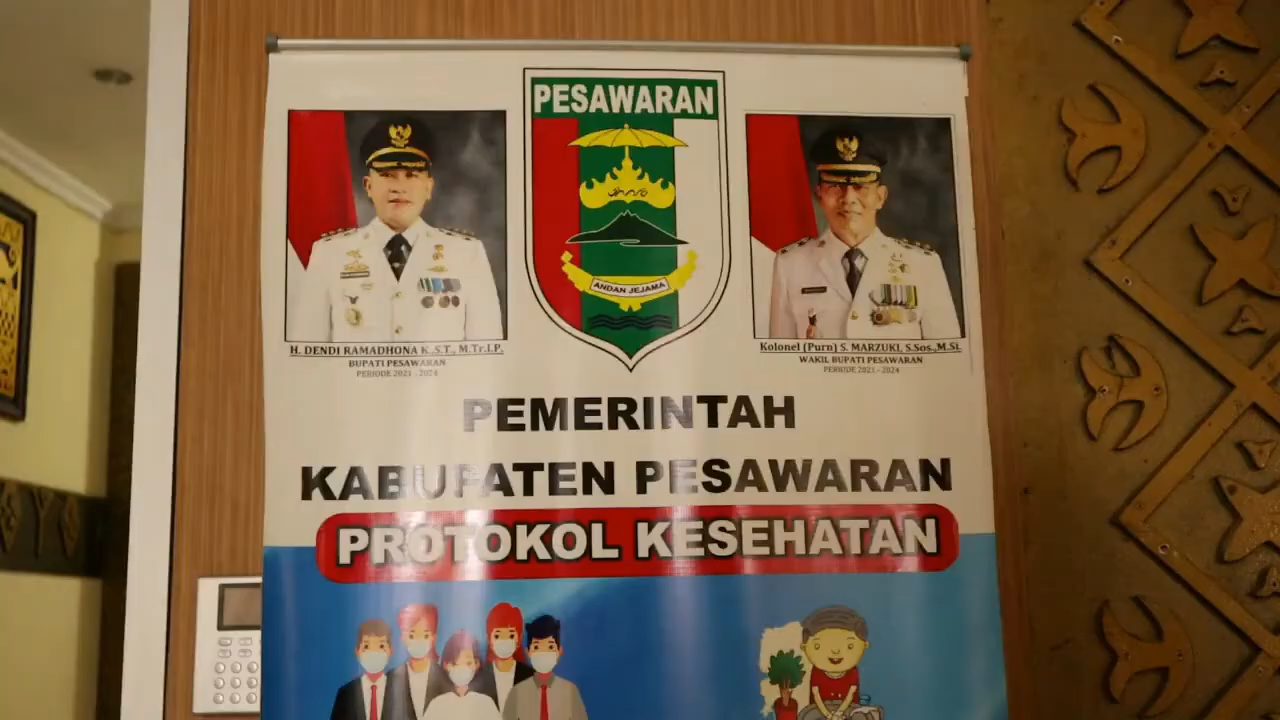 PESAWARAN
ANDAN JEJAMA
H. DENDI RAMADHONA K.,S.T., M.Tr.I.P.
BUPATI PESAWARAN
PERIODE 2021 - 2024
Kolonel (Purn) S. MARZUKI, S.Sos.,M.Si.
WAKIL BUPATI PESAWARAN
PERIODE 2021 - 2024
PEMERINTAH
KABUPATEN PESAWARAN
PROTOKOL KESEHATAN